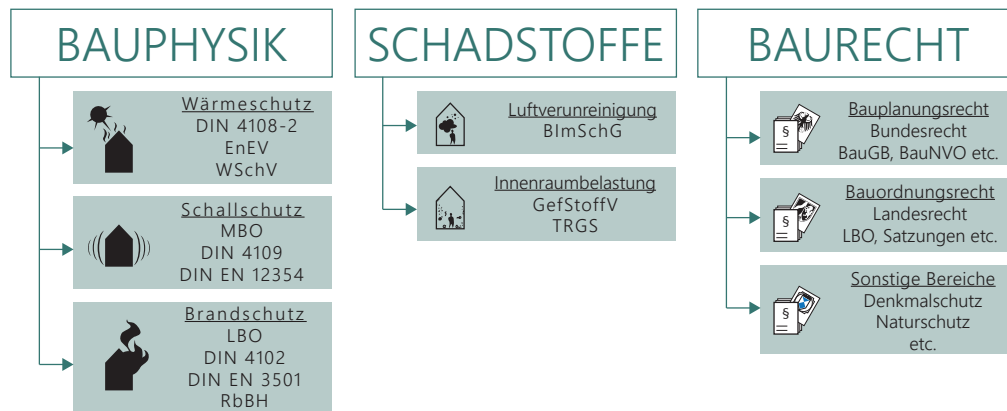 BAUPHYSIK
Wärmeschutz
DIN 4108-2
EnEV
WSchV
Schallschutz
MBO
DIN 4109
DIN EN 12354
Brandschutz
LBO
DIN 4102
DIN EN 3501
RbBH
SCHADSTOFFE
Luftverunreinigung
BImSchG
Innenraumbelastung
GefStoffV
TRGS
BAURECHT
§
Bauplanungsrecht
Bundesrecht
BauGB, BauNVO etc.
§
Bauordnungsrecht
Landesrecht
LBO, Satzungen etc.
§
Sonstige Bereiche
Denkmalschutz
Naturschutz
etc.